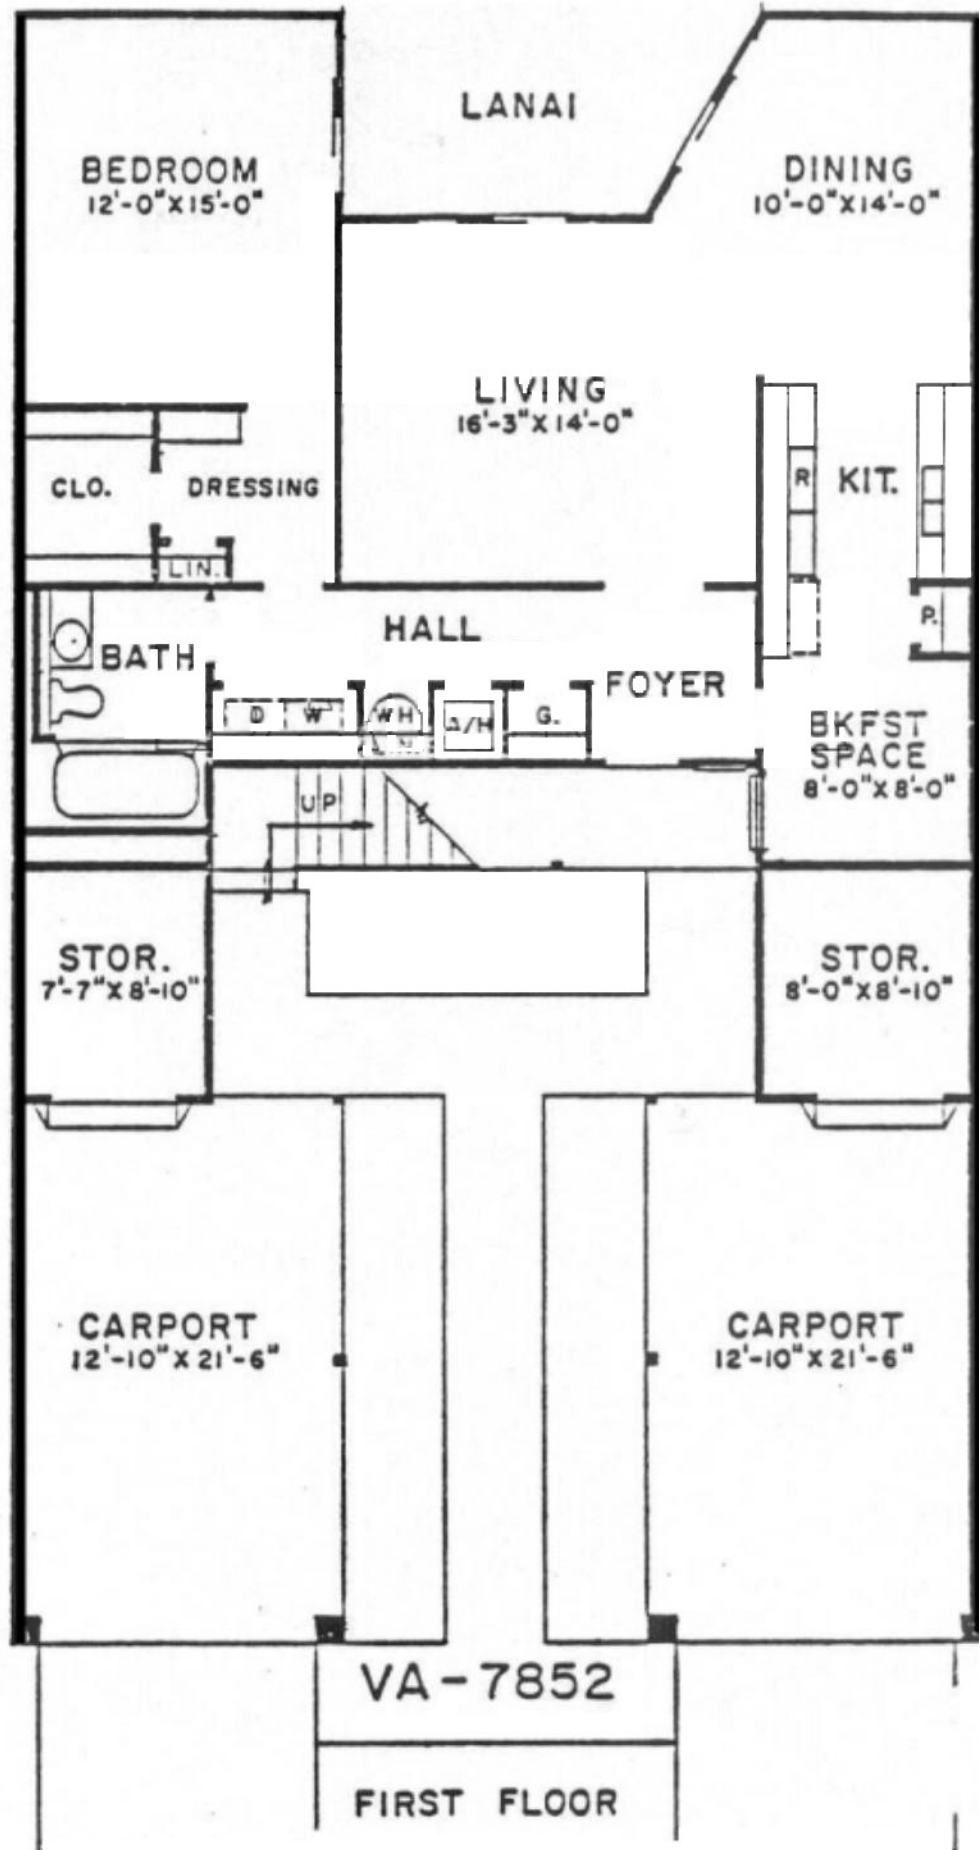 LANAI
BEDROOM
12'-0"X15'-0"
DINING
10'-0"X14'-0"
LIVING
16'-3"X14'-0"
CLO.
DRESSING
R
KIT.
LIN.
HALL
P.
BATH
FOYER
D
W
WH
A/H
G.
BKFST
SPACE
8'-0"X8'-0"
UP
STOR.
7'-7"X8'-10"
STOR.
8'-0"X8'-10"
CARPORT
12'-10"X21'-6"
CARPORT
12'-10"X21'-6"
VA-7852
FIRST FLOOR